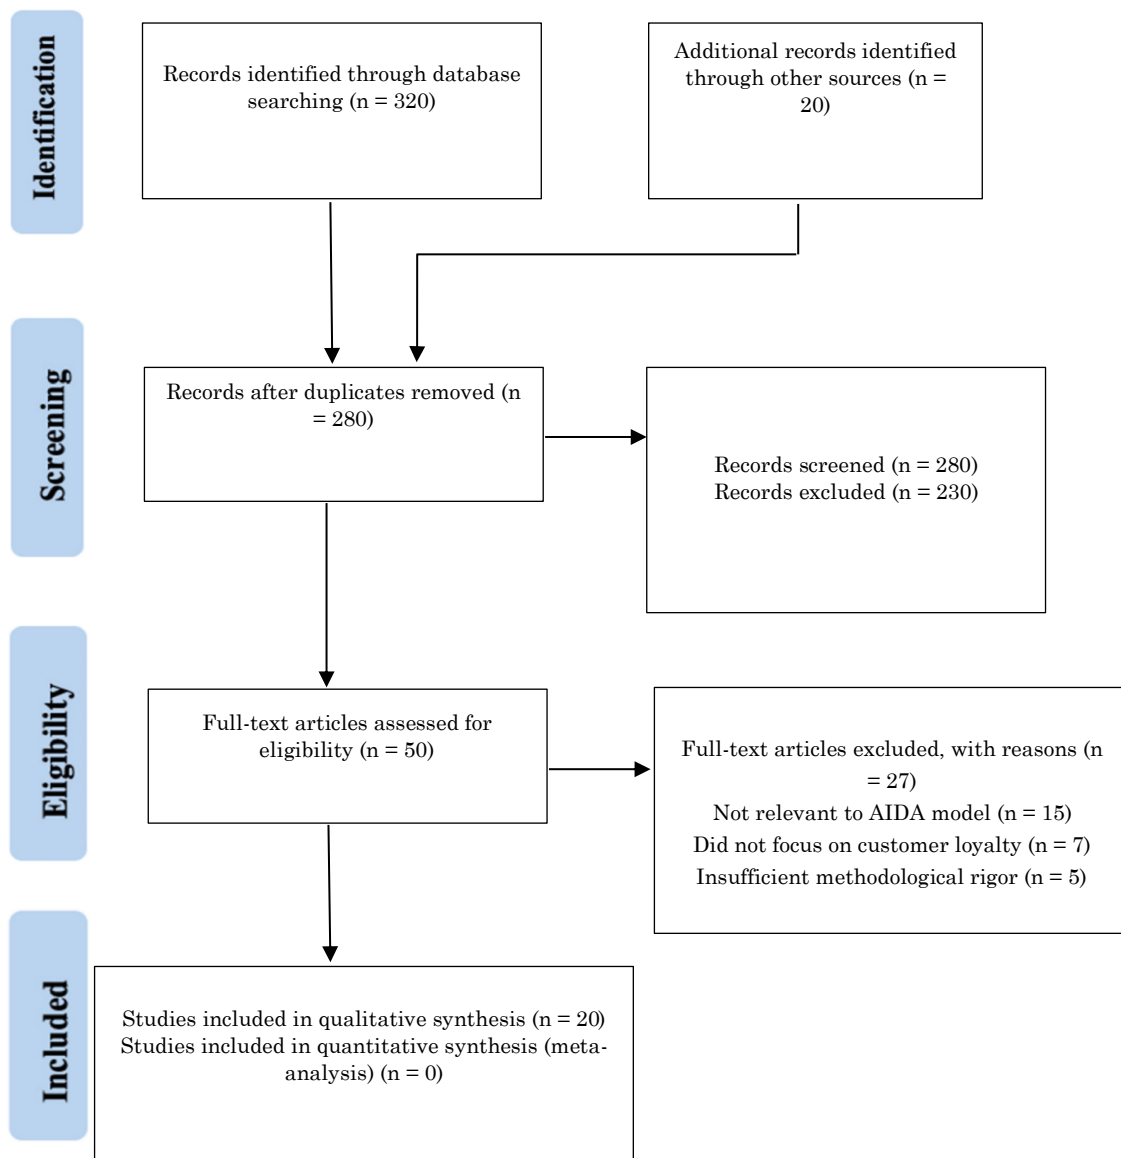 Identification
Records identified through database
searching (n = 320)
Additional records identified
through other sources (n =
20)
Screening
Records after duplicates removed (n
= 280)
Records screened (n = 280)
Records excluded (n = 230)
Eligibility
Full-text articles assessed for
eligibility (n = 50)
Full-text articles excluded, with reasons (n
= 27)
Not relevant to AIDA model (n = 15)
Did not focus on customer loyalty (n = 7)
Insufficient methodological rigor (n = 5)
Included
Studies included in qualitative synthesis (n = 20)
Studies included in quantitative synthesis (meta-
analysis) (n = 0)